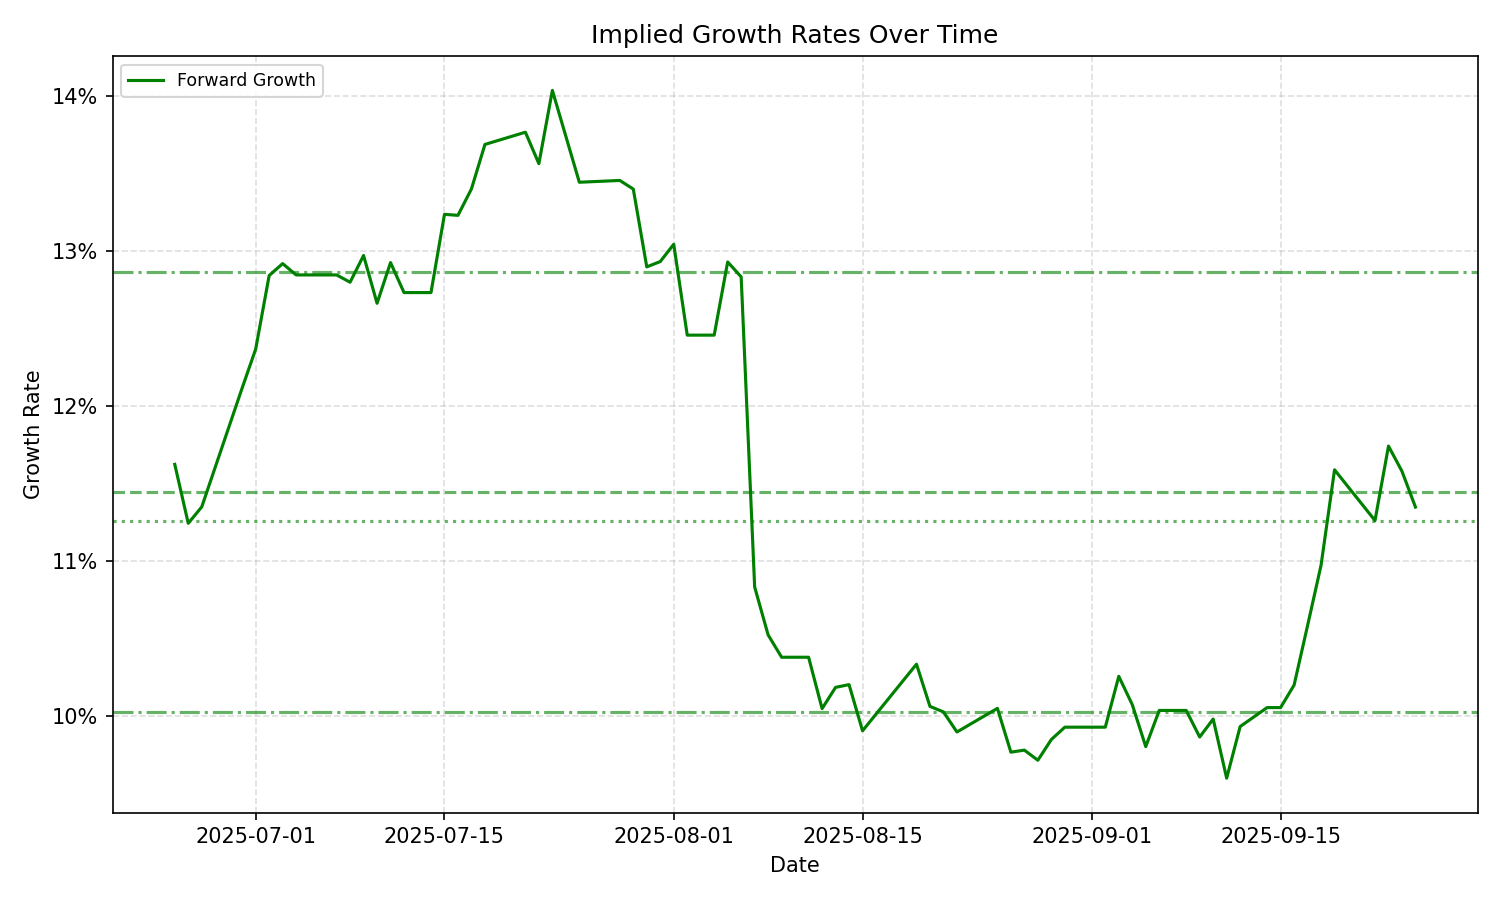 Implied Growth Rates Over Time
Forward Growth
14%
13%
12%
11%
10%
Growth Rate
2025-07-01
2025-07-15
2025-08-01
2025-08-15
2025-09-01
2025-09-15
Date